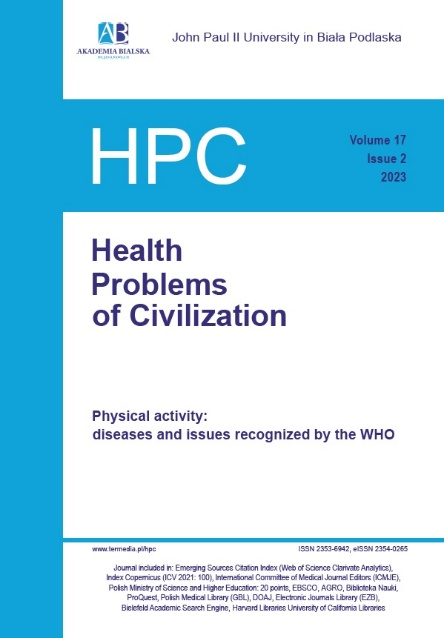 AB
AKADEMIA BIALSKA
John Paul II University in Biała Podlaska
HPC
Volume 17
Issue 2
2023
Health
Problems
of Civilization
Physical activity:
diseases and issues recognized by the WHO
www.termedia.pl/hpc
ISSN 2353-6942, eISSN 2354-0265
Journal included in: Emerging Sources Citation Index (Web of Science Clarivate Analytics),
Index Copernicus (ICV 2021: 100), International Committee of Medical Journal Editors (ICMJE),
Polish Ministry of Science and Higher Education: 20 points, EBSCO, AGRO, Biblioteka Nauki,
ProQuest, Polish Medical Library (GBL), DOAJ, Electronic Journals Library (EZB),
Bielefeld Academic Search Engine, Harvard Libraries University of California Libraries